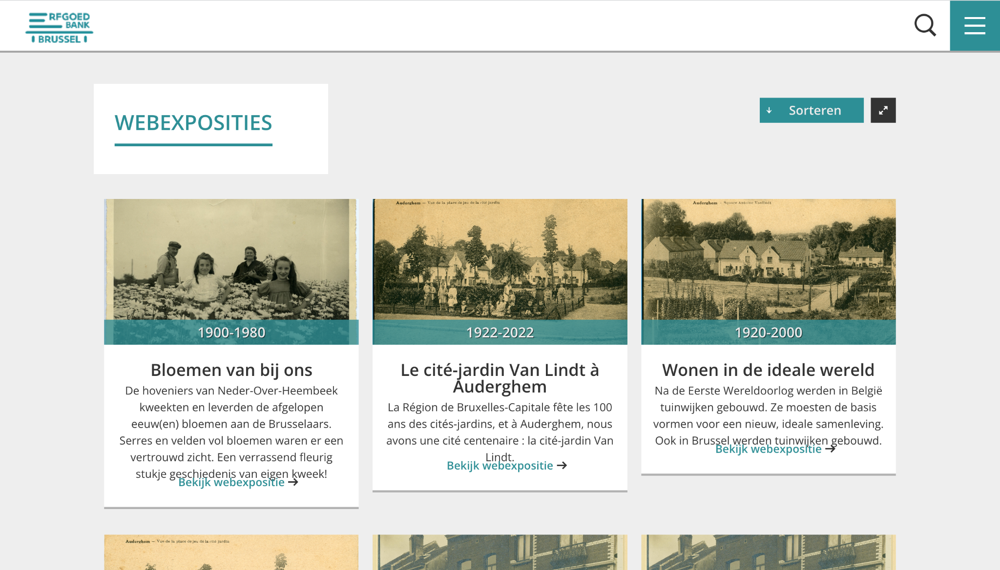 ERFGOED
BANK
BRUSSEL
WEBEXPOSITIES
Sorteren
Auderghem — Vue de la place de jeu de la cité jardin
Auderghem - Square Antoine Vanlindt
1900-1980
1922-2022
1920-2000
Bloemen van bij ons
De hoveniers van Neder-Over-Heembeek
kweekten en leverden de afgelopen
eeuw(en) bloemen aan de Brusselaars.
Serres en velden vol bloemen waren er een
vertrouwd zicht. Een verrassend fleurig
stukje geschiedenis van eigen kweek!
Bekijk webexpositie →
Le cité-jardin Van Lindt à
Auderghem
La Région de Bruxelles-Capitale fête les 100
ans des cités-jardins, et à Auderghem, nous
avons une cité centenaire : la cité-jardin Van
Lindt.
Bekijk webexpositie →
Wonen in de ideale wereld
Na de Eerste Wereldoorlog werden in België
tuinwijken gebouwd. Ze moesten de basis
vormen voor een nieuw, ideale samenleving.
Ook in Brussel werden tuinwijken gebouwd.
Bekijk webexpositie →
Auderghem — Vue de la place de jeu de la cité jardin